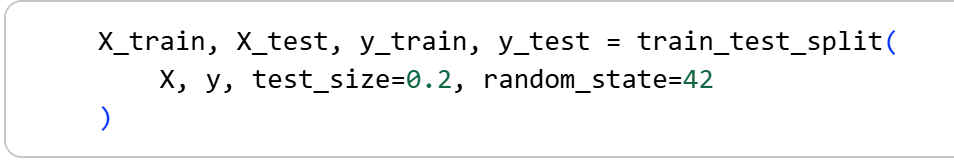 X_train, X_test, y_train, y_test = train_test_split(
    X, y, test_size=0.2, random_state=42
)